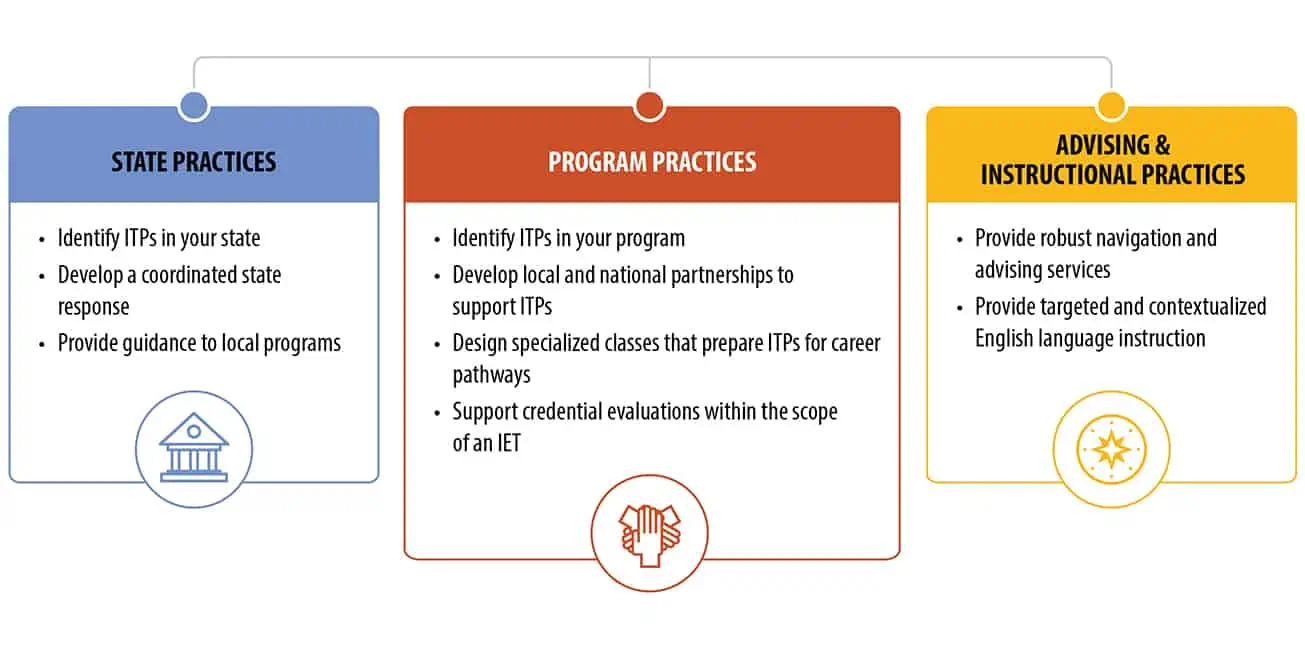 STATE PRACTICES
• Identify ITPs in your state
• Develop a coordinated state
response
• Provide guidance to local programs
PROGRAM PRACTICES
• Identify ITPs in your program
• Develop local and national partnerships to
support ITPs
• Design specialized classes that prepare ITPs for career
pathways
• Support credential evaluations within the scope
of an IET
ADVISING &
INSTRUCTIONAL PRACTICES
• Provide robust navigation and
advising services
• Provide targeted and contextualized
English language instruction